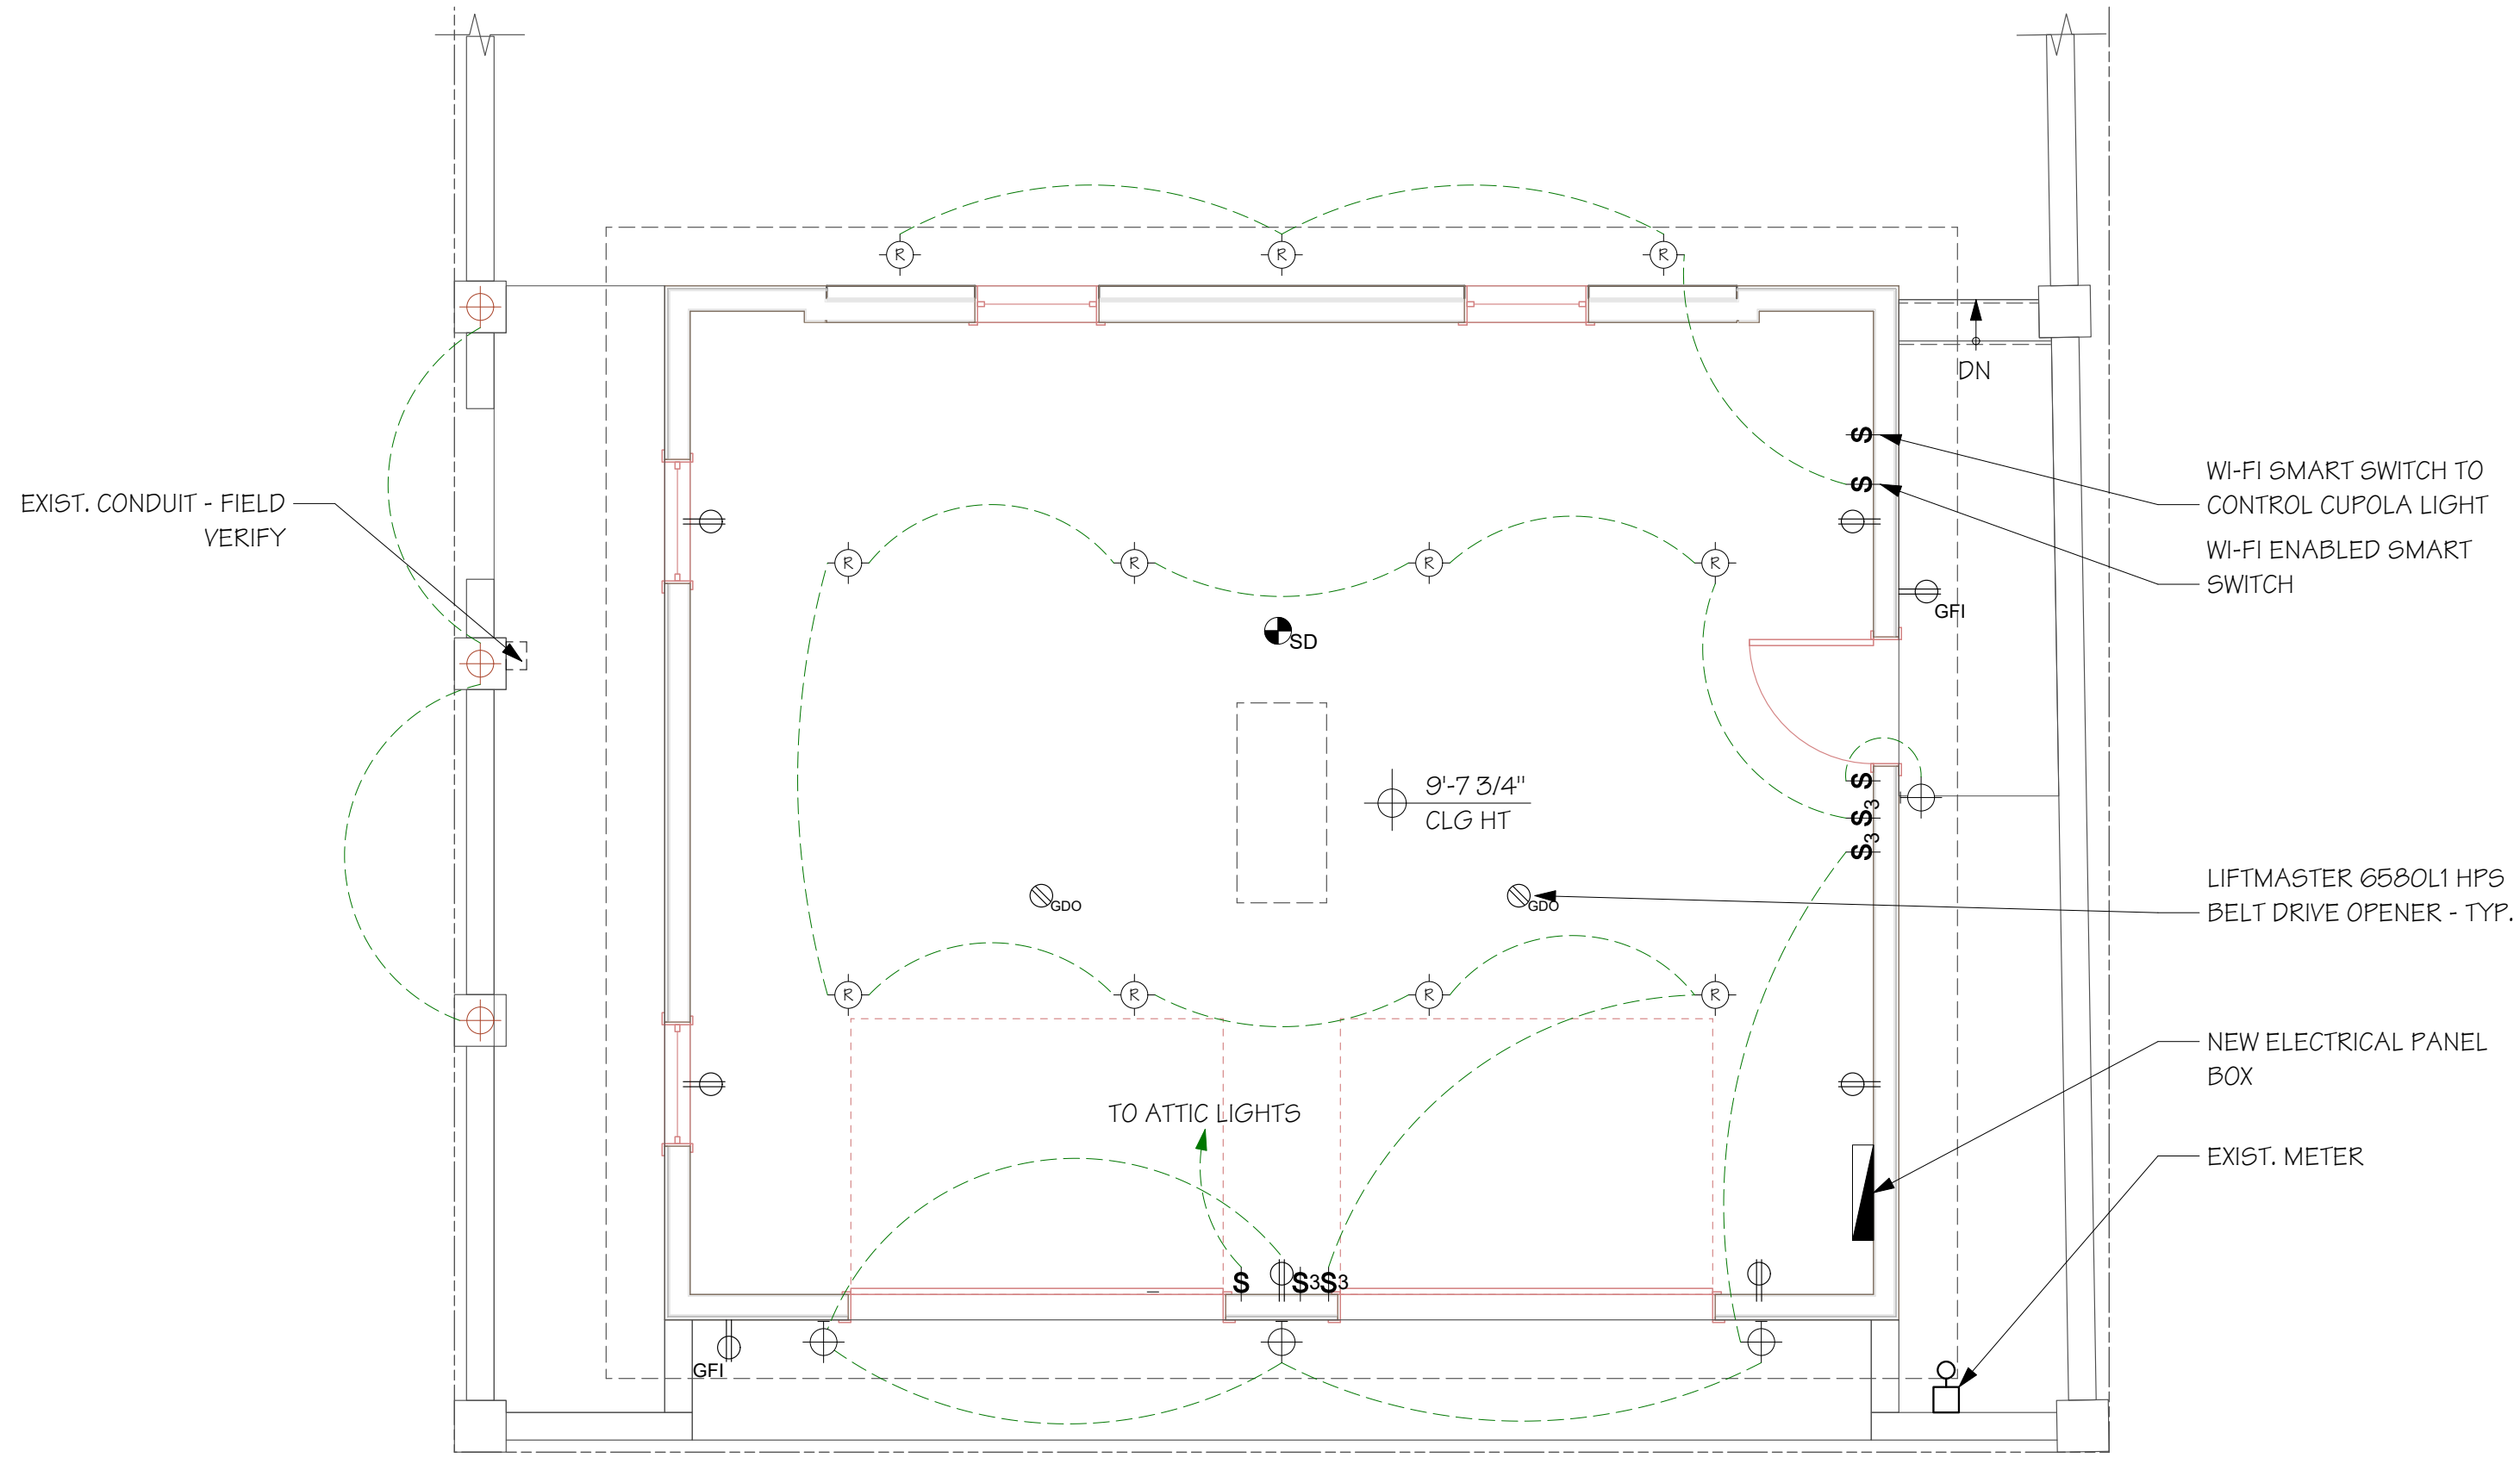 R
R
R
DN
S
WI-FI SMART SWITCH TO
CONTROL CUPOLA LIGHT
S
WI-FI ENABLED SMART
SWITCH
EXIST. CONDUIT - FIELD
VERIFY
R
R
R
R
GFI
SD
9'-7 3/4"
CLG HT
S
S3
S3
GDO
GDO
LIFTMASTER 6580L1 HPS
BELT DRIVE OPENER - TYP.
R
R
R
R
NEW ELECTRICAL PANEL
BOX
TO ATTIC LIGHTS
EXIST. METER
S
S3
S3
GFI